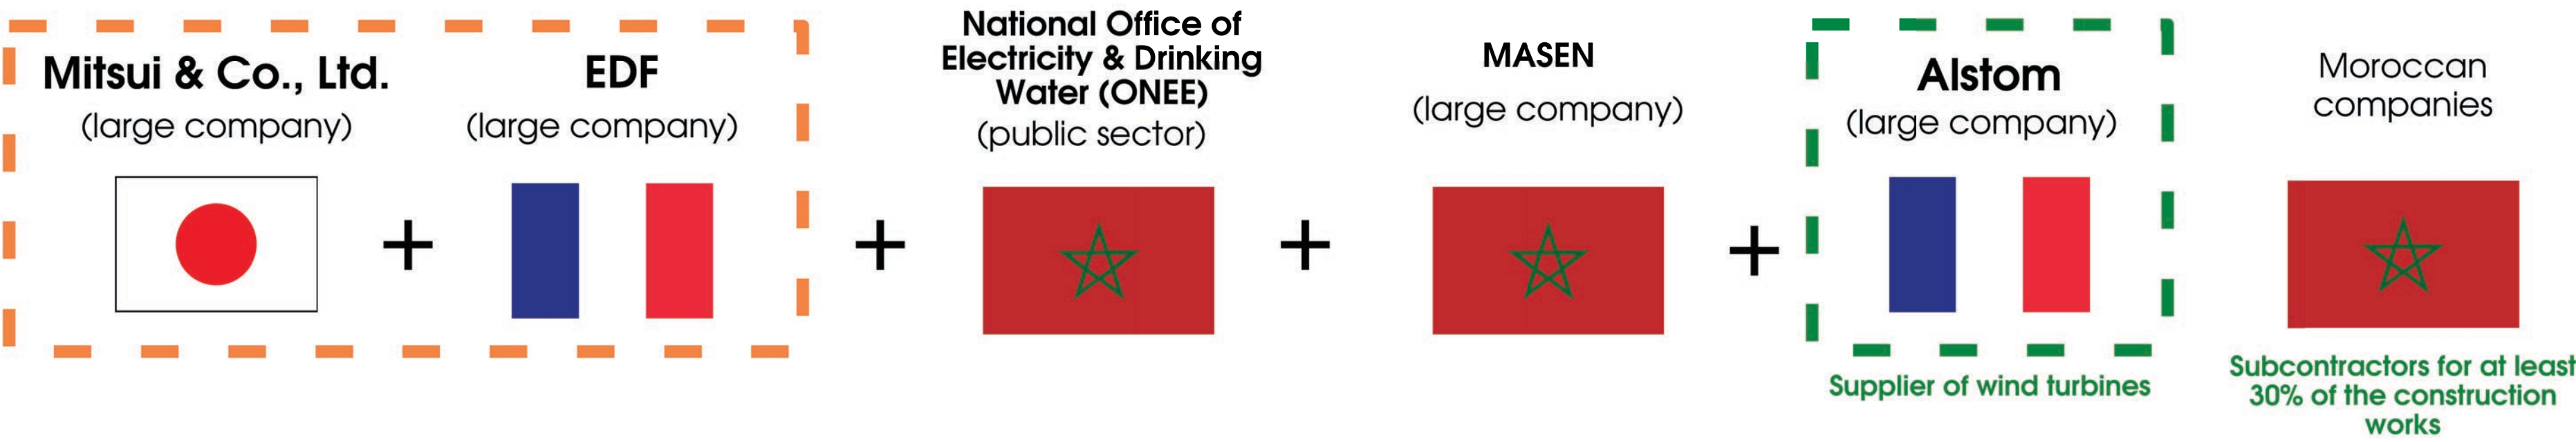 Mitsui & Co., Ltd.
(large company)
EDF
(large company)
National Office of
Electricity & Drinking
Water (ONEE)
(public sector)
MASEN
(large company)
Alstom
(large company)
Supplier of wind turbines
Moroccan
companies
Subcontractors for at least
30% of the construction
works